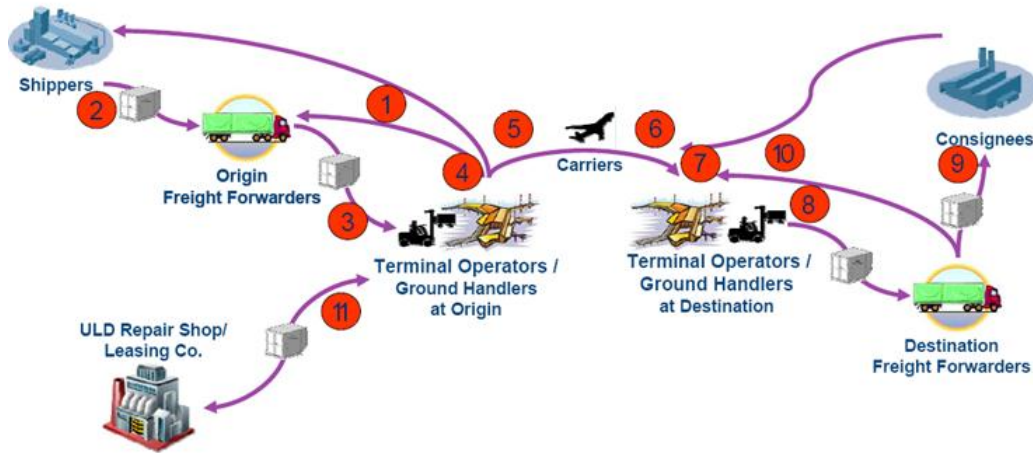 Shippers
2
1
5
6
Carriers
Consignees
Origin
Freight Forwarders
3
4
7
10
9
8
Terminal Operators /
Ground Handlers
at Origin
Terminal Operators /
Ground Handlers
at Destination
11
ULD Repair Shop/
Leasing Co.
Destination
Freight Forwarders